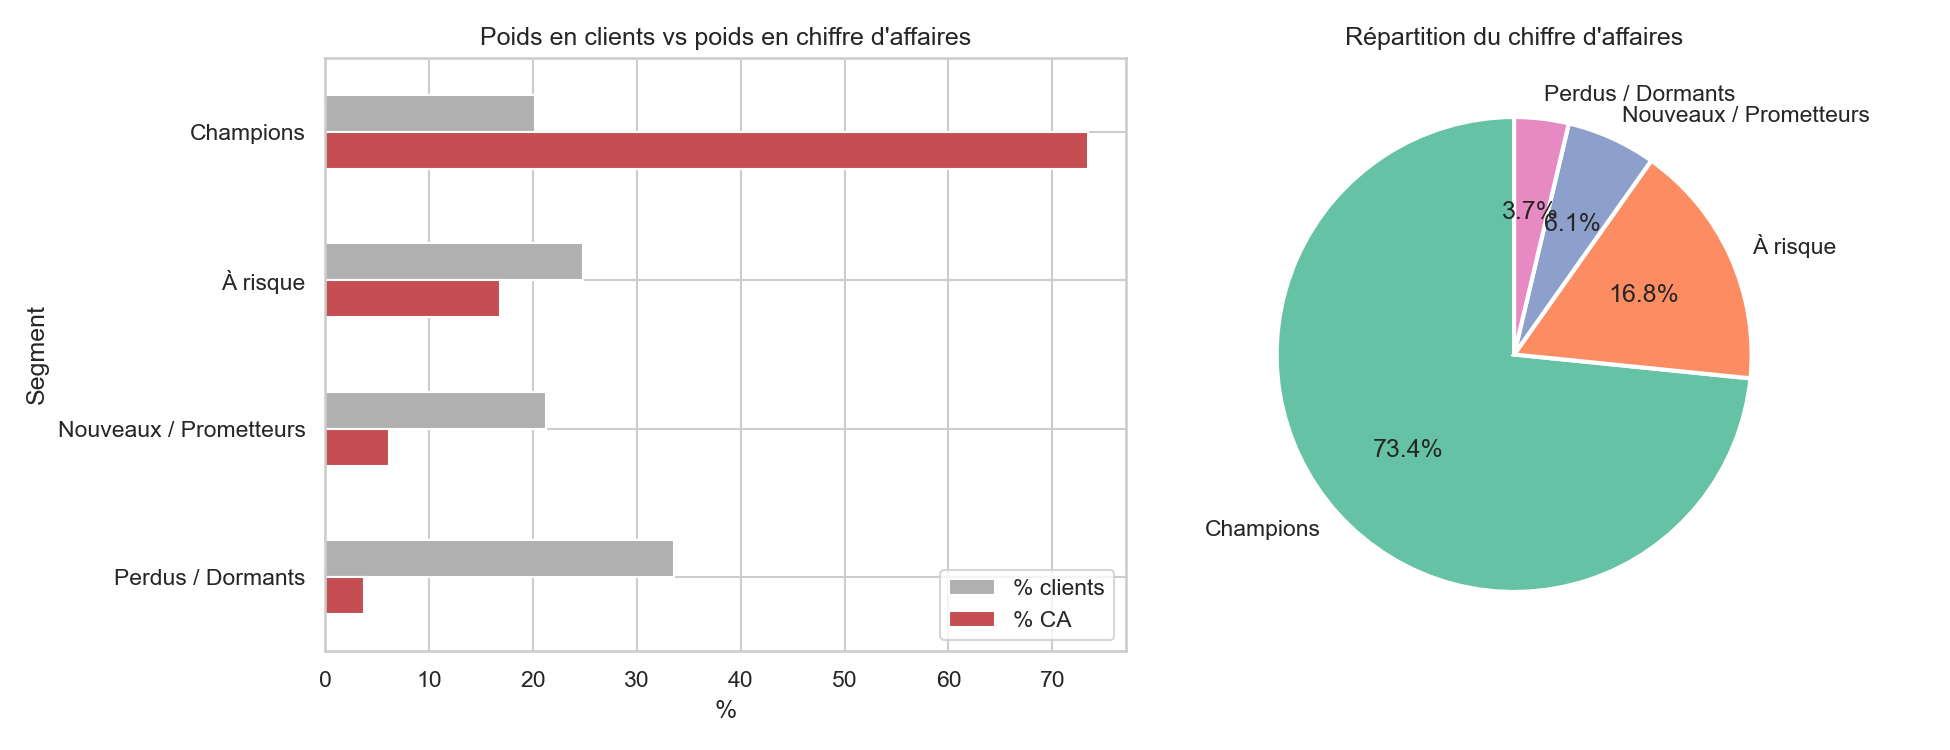 Poids en clients vs poids en chiffre d'affaires
Segment
Champions
À risque
Nouveaux / Prometteurs
Perdus / Dormants
0 10 20 30 40 50 60 70
%
% clients
% CA
Répartition du chiffre d'affaires
Perdus / Dormants
Nouveaux / Prometteurs
À risque
Champions
3.7%
6.1%
16.8%
73.4%